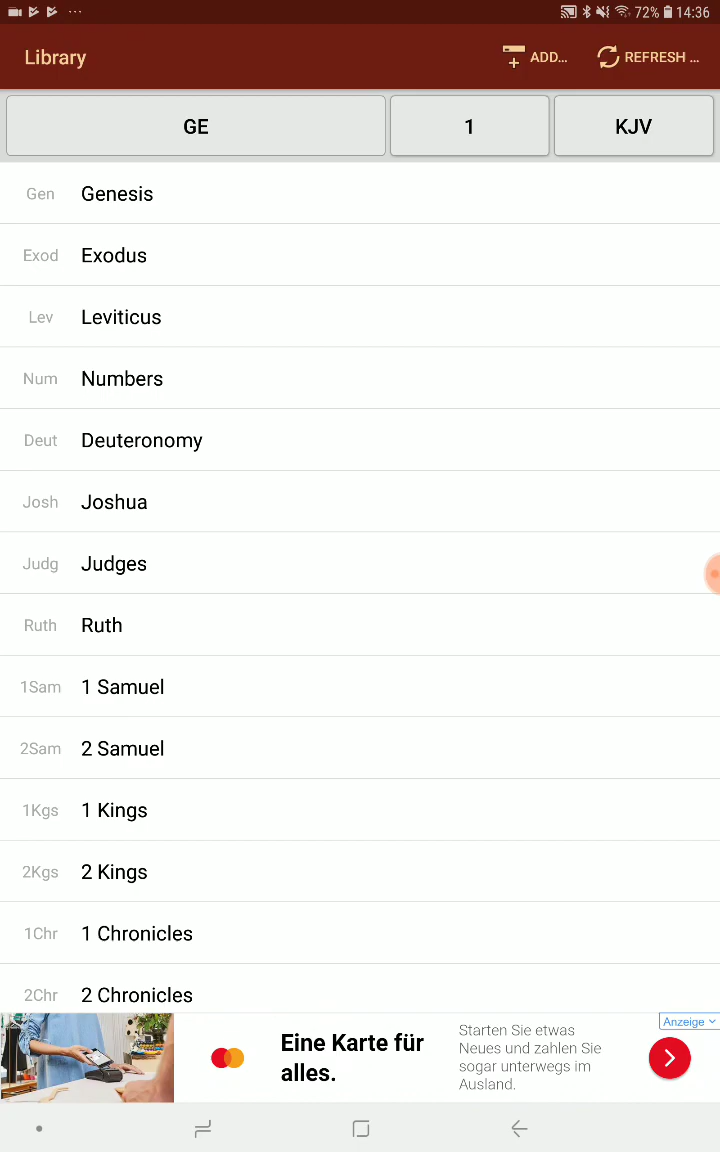 72% 14:36
Library
ADD...
REFRESH ...
GE
1
KJV
Gen Genesis
Exod Exodus
Lev Leviticus
Num Numbers
Deut Deuteronomy
Josh Joshua
Judg Judges
Ruth Ruth
1Sam 1 Samuel
2Sam 2 Samuel
1Kgs 1 Kings
2Kgs 2 Kings
1Chr 1 Chronicles
2Chr 2 Chronicles
Anzeige
Eine Karte für
alles.
Starten Sie etwas
Neues und zahlen Sie
sogar unterwegs im
Ausland.